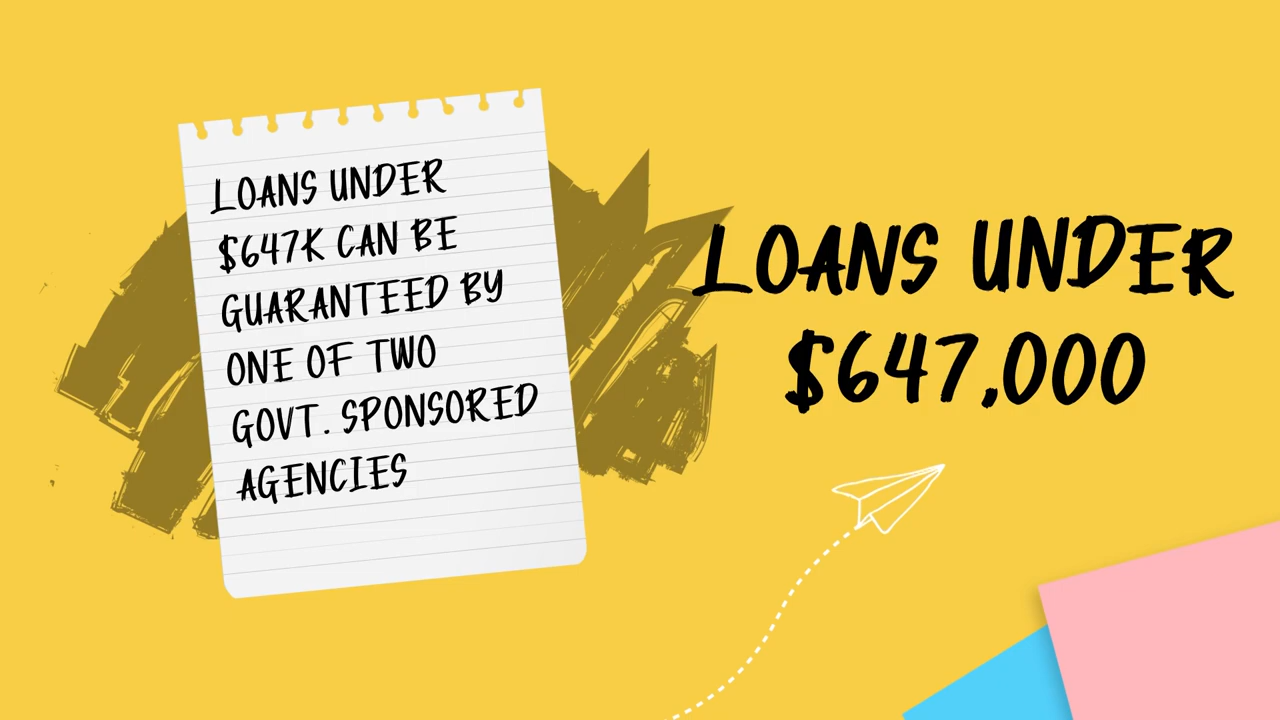 LOANS UNDER
$647K CAN BE
GUARANTEED BY
ONE OF TWO
GOVT. SPONSORED
AGENCIES
LOANS UNDER
$647,000